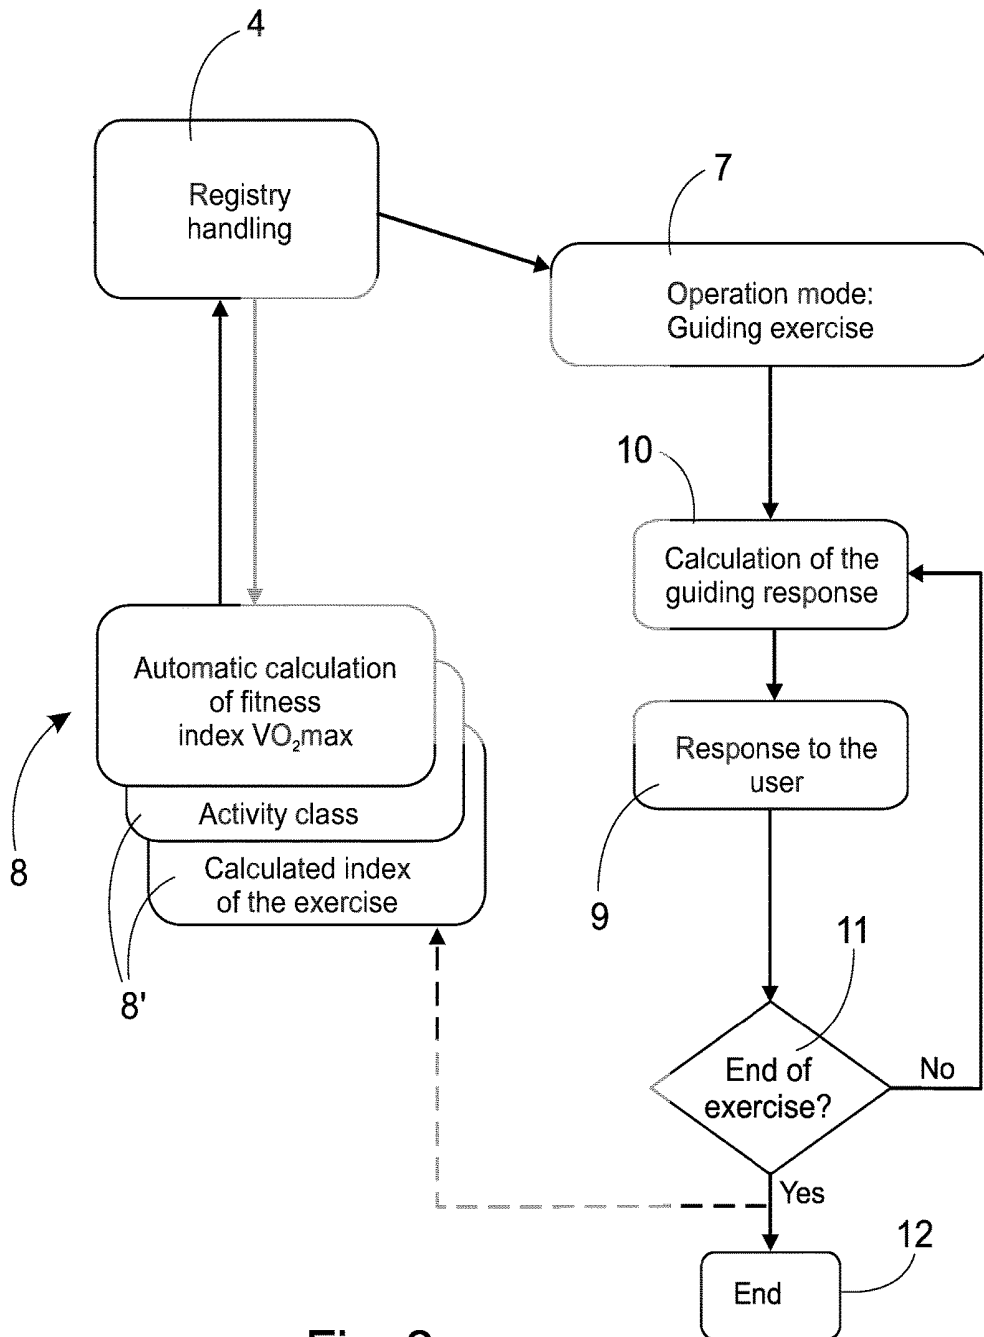 4
Registry
handling
7
Operation mode:
Guiding exercise
10
Calculation of the
guiding response
Automatic calculation
of fitness
index VO₂max
Activity class
Calculated index
of the exercise
8
8'
Response to the
user
9
11
End of
exercise?
No
Yes
12
End